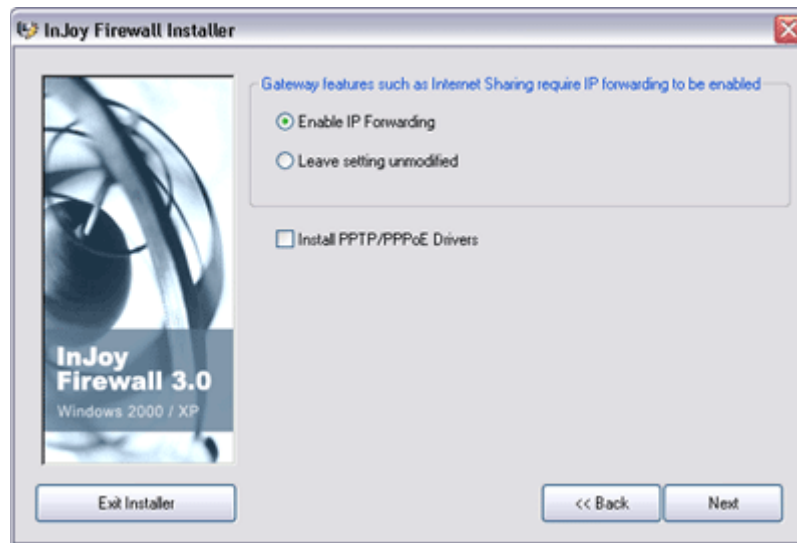 InJoy Firewall Installer
Gateway features such as Internet Sharing require IP forwarding to be enabled
Enable IP Forwarding
Leave setting unmodified
Install PPTP/PPPoE Drivers
InJoy
Firewall 3.0
Windows 2000 / XP
Exit Installer
<< Back
Next